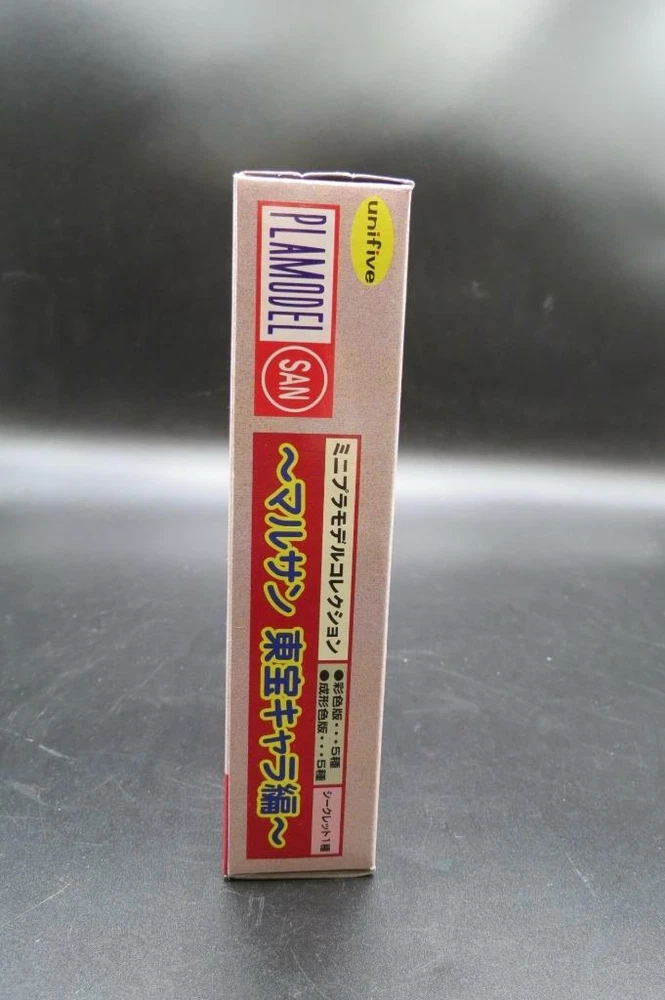 unifive
PLAMODEL
SAN
ミニプラモデルコレクション
●彩色版・・・5種
●成形色版・・・5種
シークレット1種
〜マルサン 東宝キャラ編〜